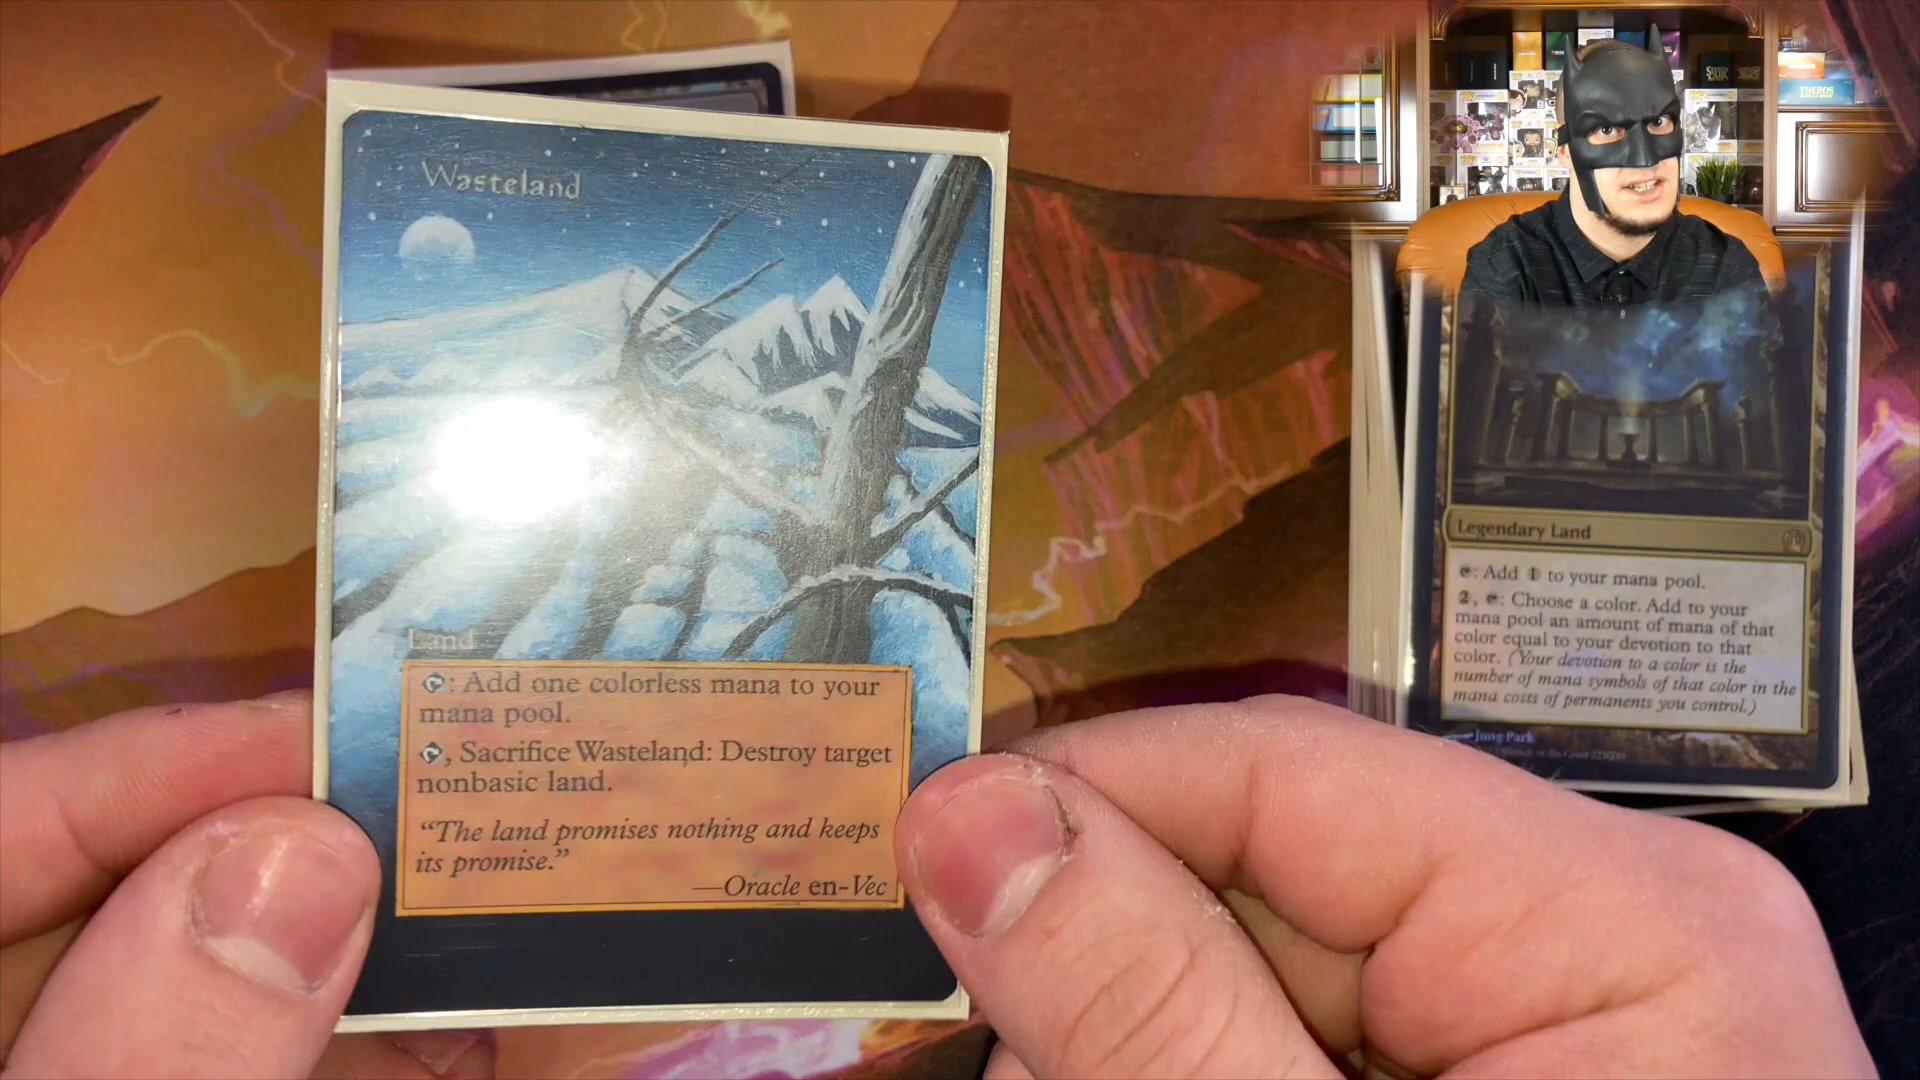 Wasteland
Land
: Add one colorless mana to your
mana pool.
, Sacrifice Wasteland: Destroy target
nonbasic land.
“The land promises nothing and keeps
its promise.”
—Oracle en-Vec
THEROS
Legendary Land
: Add 1 to your mana pool.
2, : Choose a color. Add to your
mana pool an amount of mana of that
color equal to your devotion to that
color. (Your devotion to a color is the
number of mana symbols of that color in the
mana costs of permanents you control.)
Jung Park